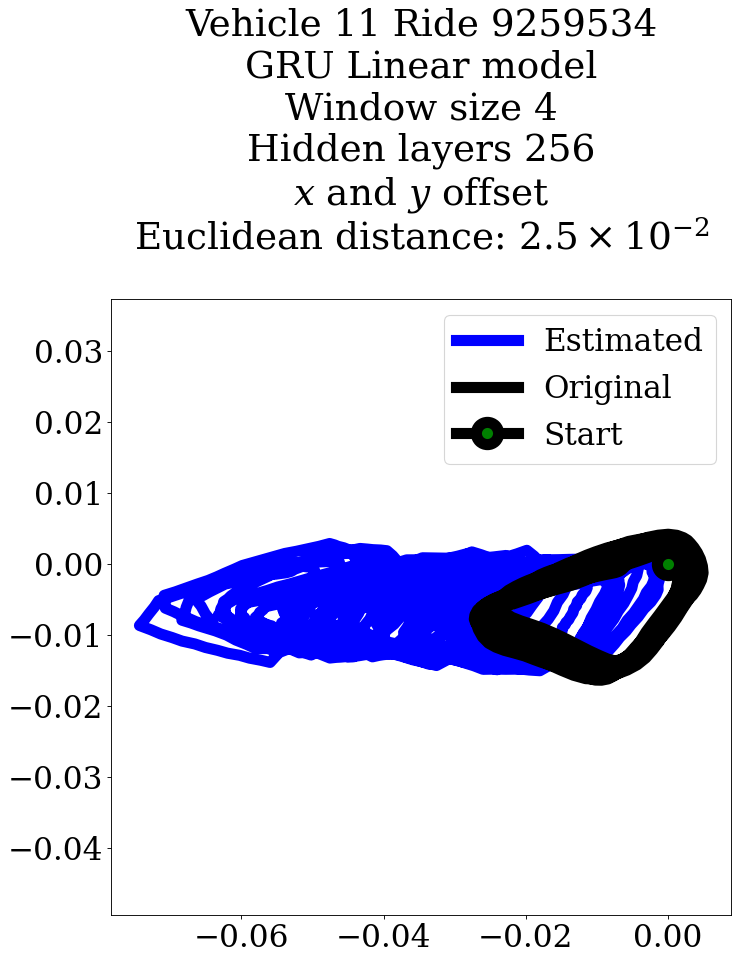 Vehicle 11 Ride 9259534
GRU Linear model
Window size 4
Hidden layers 256
x and y offset
Euclidean distance: 2.5 × 10⁻²
Estimated
Original
Start
0.03
0.02
0.01
0.00
−0.01
−0.02
−0.03
−0.04
−0.06 −0.04 −0.02 0.00